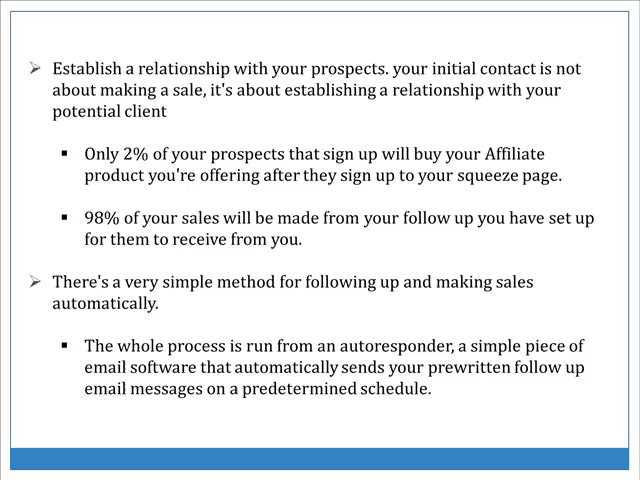 Establish a relationship with your prospects. your initial contact is not
about making a sale, it's about establishing a relationship with your
potential client
Only 2% of your prospects that sign up will buy your Affiliate
product you're offering after they sign up to your squeeze page.
98% of your sales will be made from your follow up you have set up
for them to receive from you.
There's a very simple method for following up and making sales
automatically.
The whole process is run from an autoresponder, a simple piece of
email software that automatically sends your prewritten follow up
email messages on a predetermined schedule.